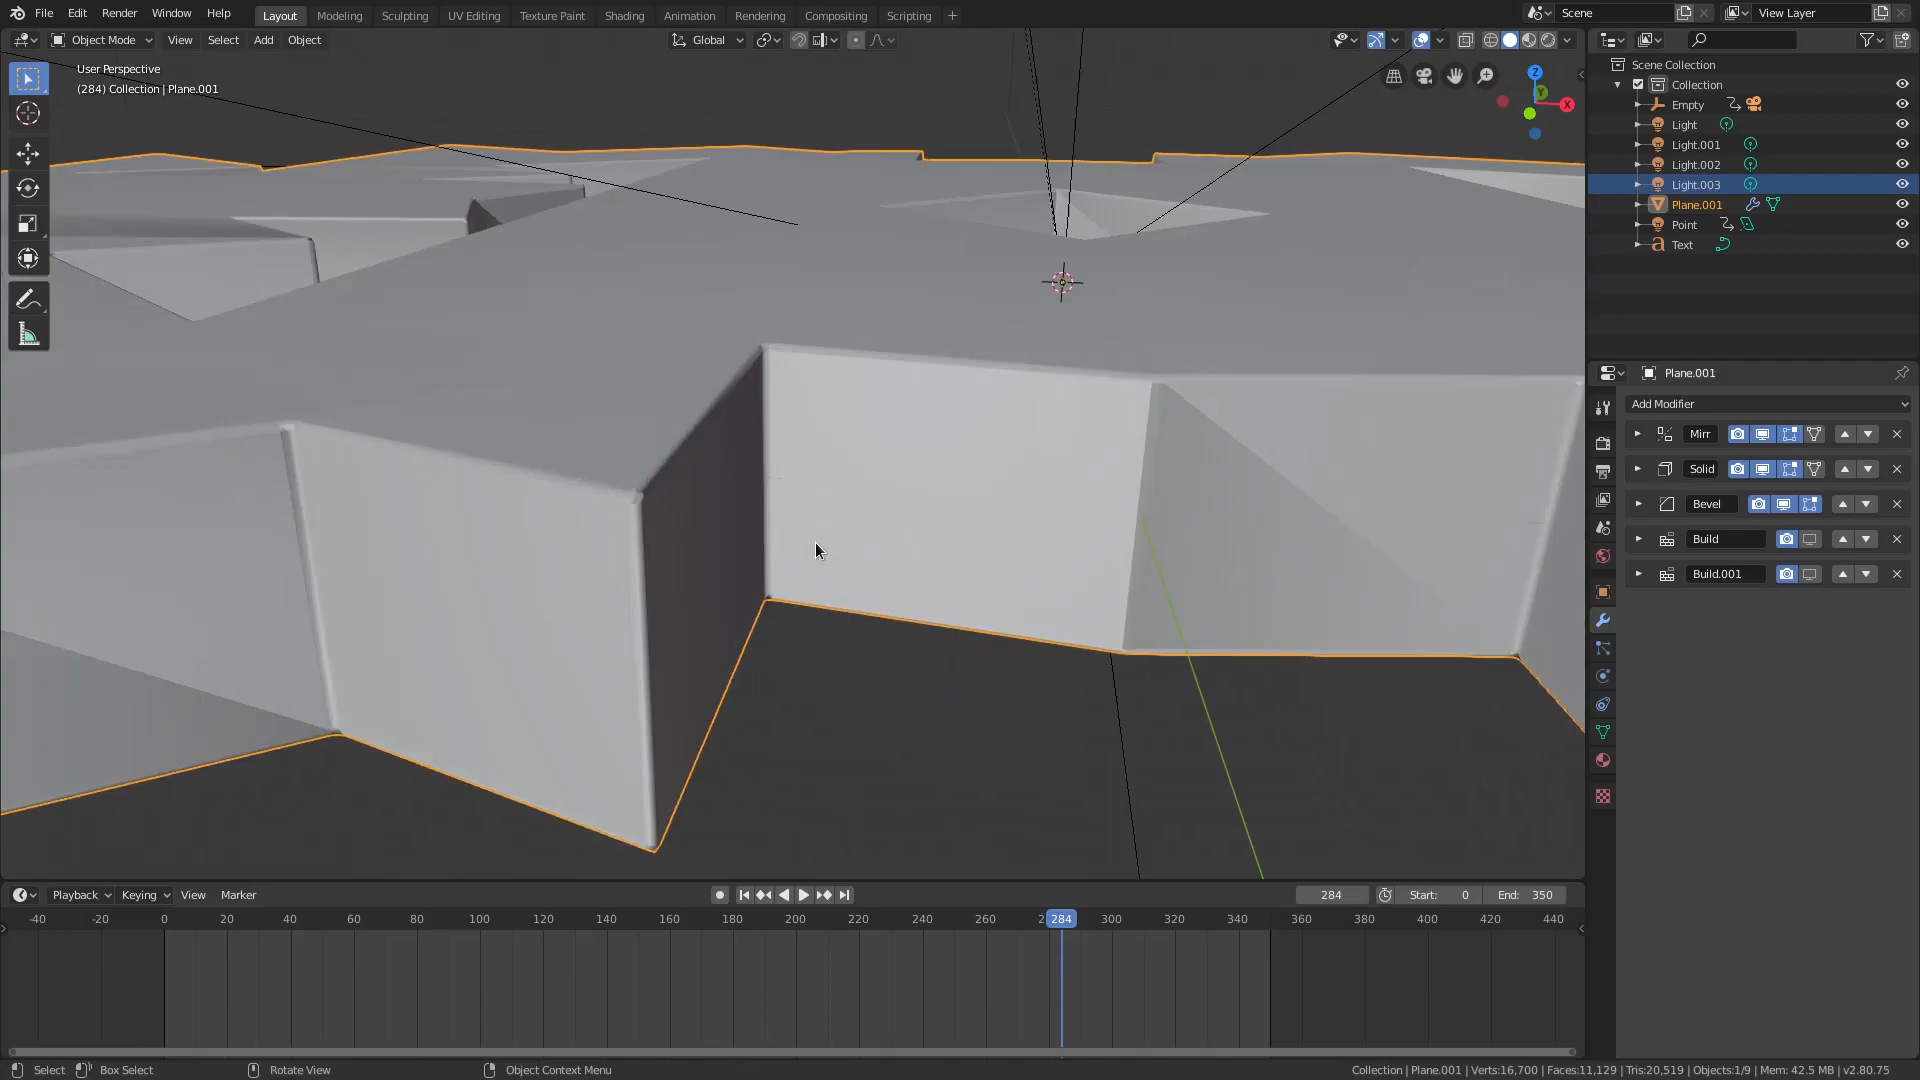 File Edit Render Window Help
Layout Modeling Sculpting UV Editing Texture Paint Shading Animation Rendering Compositing Scripting +
Scene
View Layer
Object Mode View Select Add Object
Global
User Perspective
(284) Collection | Plane.001
Z
Y
X
Scene Collection
Collection
Empty
Light
Light.001
Light.002
Light.003
Plane.001
Point
Text
Plane.001
Add Modifier
Mirr
Solid
Bevel
Build
Build.001
Playback Keying View Marker
284 Start: 0 End: 350
-40 -20 0 20 40 60 80 100 120 140 160 180 200 220 240 260 2 284 300 320 340 360 380 400 420 440
Select Box Select Rotate View Object Context Menu
Collection | Plane.001 | Verts:16,700 | Faces:11,129 | Tris:20,519 | Objects:1/9 | Mem: 42.5 MB | v2.80.75